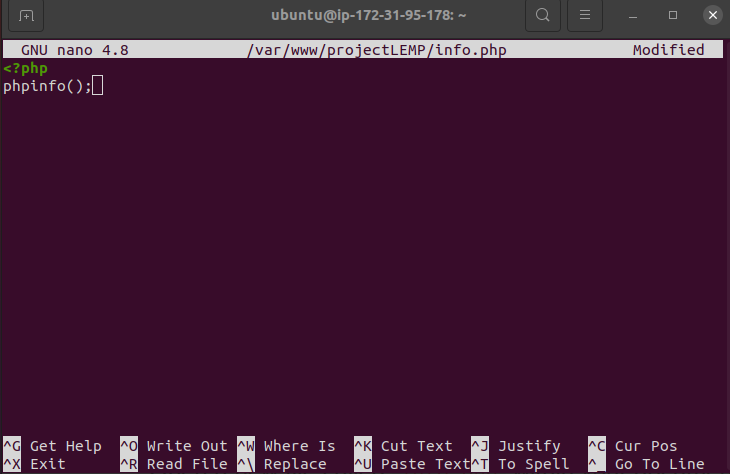 ubuntu@ip-172-31-95-178: ~
GNU nano 4.8 /var/www/projectLEMP/info.php Modified
<?php
phpinfo();
^G Get Help ^O Write Out ^W Where Is ^K Cut Text ^J Justify ^C Cur Pos
^X Exit ^R Read File ^\ Replace ^U Paste Text ^T To Spell ^_ Go To Line